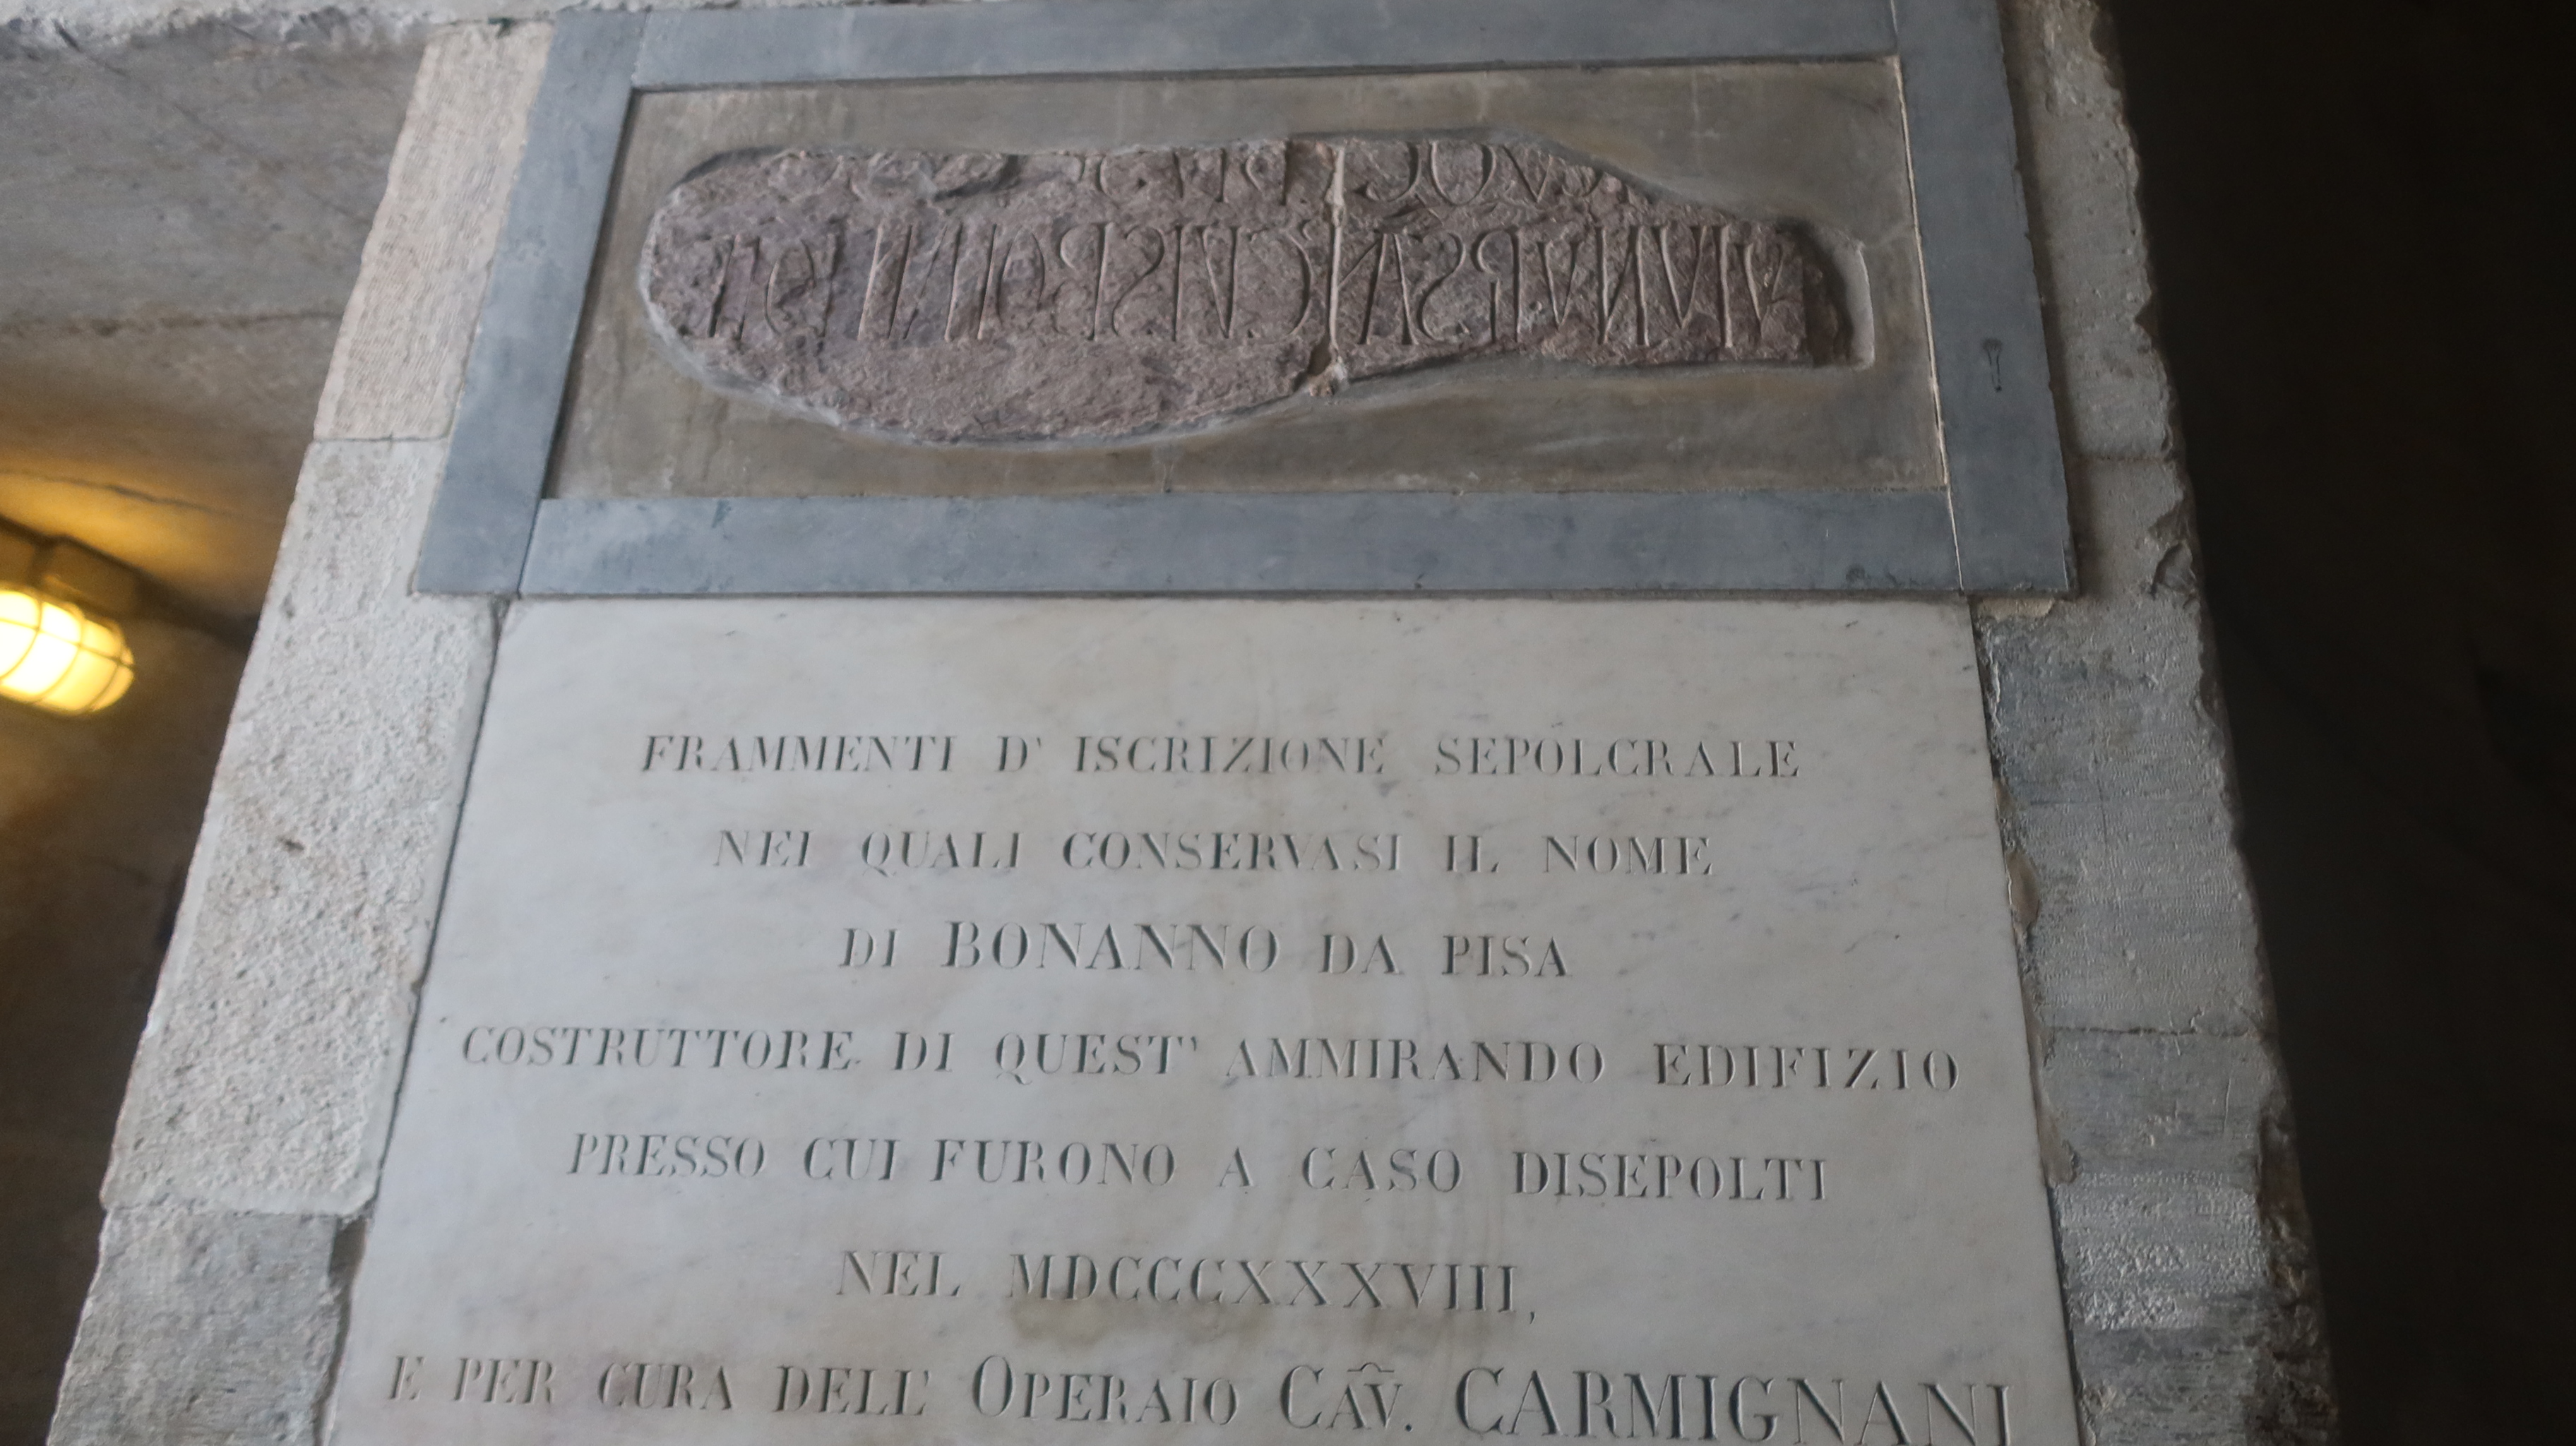 FRAMMENTI D' ISCRIZIONE SEPOLCRALE
NEI QUALI CONSERVASI IL NOME
DI BONANNO DA PISA
COSTRUTTORE DI QUEST' AMMIRANDO EDIFIZIO
PRESSO CUI FURONO A CASO DISEPOLTI
NEL MDCCCXXXVIII,
E PER CURA DELL' OPERAIO CAV. CARMIGNANI